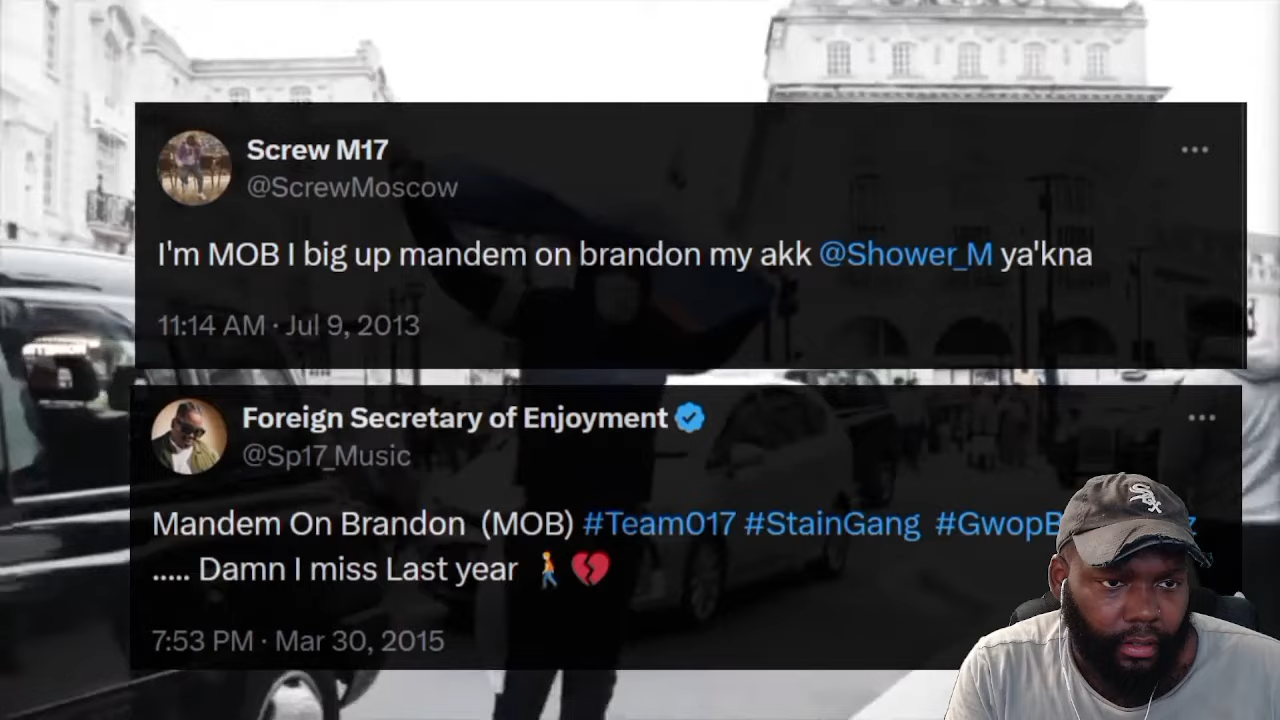 Screw M17
@ScrewMoscow
I'm MOB I big up mandem on brandon my akk @Shower_M ya'kna
11:14 AM · Jul 9, 2013
Foreign Secretary of Enjoyment
@Sp17_Music
Mandem On Brandon (MOB) #Team017 #StainGang
..... Damn I miss Last year 🚶💔
7:53 PM · Mar 30, 2015
Sox